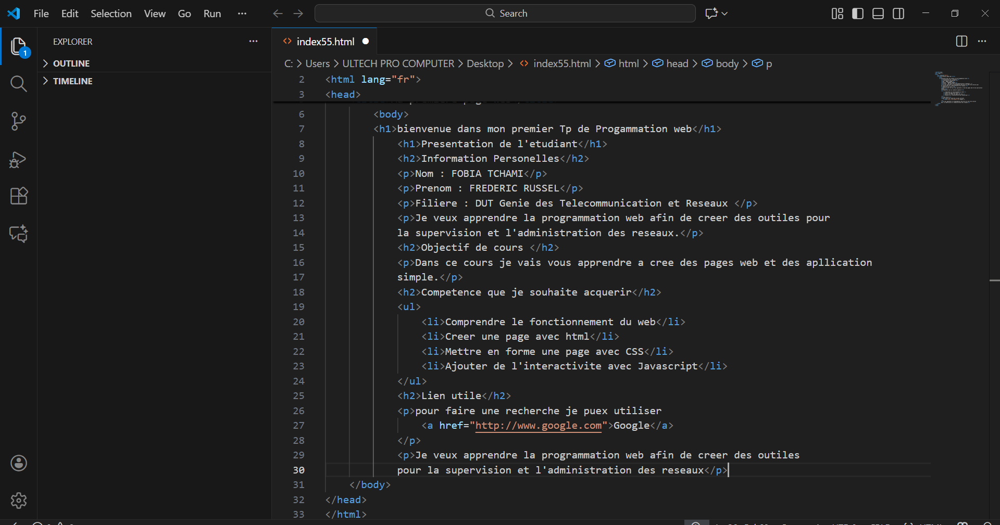 File Edit Selection View Go Run ... Search
EXPLORER ...
1
OUTLINE
TIMELINE
index55.html
C: > Users > ULTECH PRO COMPUTER > Desktop > index55.html > html > head > body > p
2 <html lang="fr">
3 <head>
6 <body>
7 <h1>bienvenue dans mon premier Tp de Progammation web</h1>
8 <h1>Presentation de l'etudiant</h1>
9 <h2>Information Personelles</h2>
10 <p>Nom : FOBIA TCHAMI</p>
11 <p>Prenom : FREDERIC RUSSEL</p>
12 <p>Filiere : DUT Genie des Telecommunication et Reseaux </p>
13 <p>Je veux apprendre la programmation web afin de creer des outiles pour
14 la supervision et l'administration des reseaux.</p>
15 <h2>Objectif de cours </h2>
16 <p>Dans ce cours je vais vous apprendre a cree des pages web et des apllication
17 simple.</p>
18 <h2>Competence que je souhaite acquerir</h2>
19 <ul>
20 <li>Comprendre le fonctionnement du web</li>
21 <li>Creer une page avec html</li>
22 <li>Mettre en forme une page avec CSS</li>
23 <li>Ajouter de l'interactivite avec Javascript</li>
24 </ul>
25 <h2>Lien utile</h2>
26 <p>pour faire une recherche je puex utiliser
27 <a href="http://www.google.com">Google</a>
28 </p>
29 <p>Je veux apprendre la programmation web afin de creer des outiles
30 pour la supervision et l'administration des reseaux</p>
31 </body>
32 </head>
33 </html>